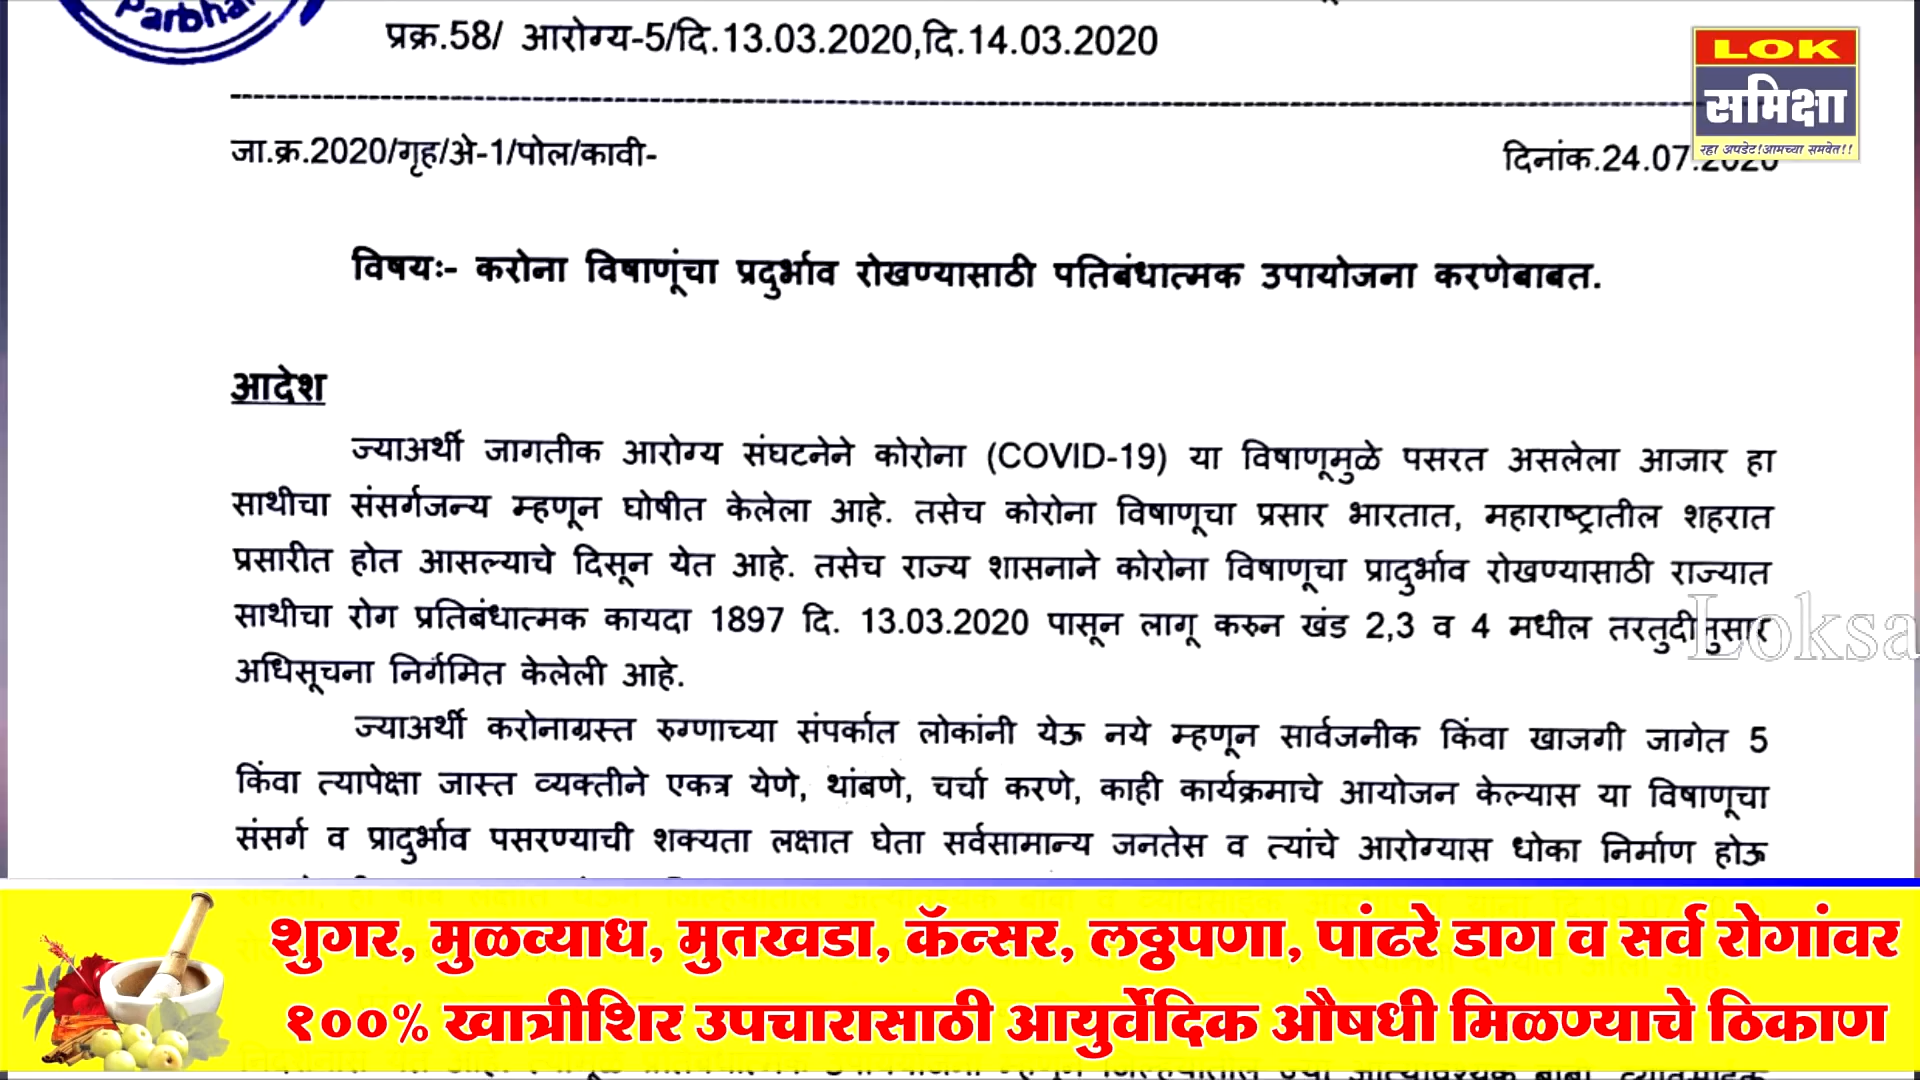 Parbha
प्रक्र.58/ आरोग्य-5/दि.13.03.2020,दि.14.03.2020
LOK
समिक्षा
रहा अपडेट!आमच्या समवेत!!
जा.क्र.2020/गृह/अे-1/पोल/कावी-
दिनांक.24.07.2020
विषयः- करोना विषाणूंचा प्रदुर्भाव रोखण्यासाठी पतिबंधात्मक उपायोजना करणेबाबत.
आदेश
ज्याअर्थी जागतीक आरोग्य संघटनेने कोरोना (COVID-19) या विषाणूमुळे पसरत असलेला आजार हा
साथीचा संसर्गजन्य म्हणून घोषीत केलेला आहे. तसेच कोरोना विषाणूचा प्रसार भारतात, महाराष्ट्रातील शहरात
प्रसारीत होत आसल्याचे दिसून येत आहे. तसेच राज्य शासनाने कोरोना विषाणूचा प्रादुर्भाव रोखण्यासाठी राज्यात
साथीचा रोग प्रतिबंधात्मक कायदा 1897 दि. 13.03.2020 पासून लागू करुन खंड 2,3 व 4 मधील तरतुदीनुसार
Loksa
अधिसूचना निर्गमित केलेली आहे.
ज्याअर्थी करोनाग्रस्त रुग्णाच्या संपर्कात लोकांनी येऊ नये म्हणून सार्वजनीक किंवा खाजगी जागेत 5
किंवा त्यापेक्षा जास्त व्यक्तीने एकत्र येणे, थांबणे, चर्चा करणे, काही कार्यक्रमाचे आयोजन केल्यास या विषाणूचा
संसर्ग व प्रादुर्भाव पसरण्याची शक्यता लक्षात घेता सर्वसामान्य जनतेस व त्यांचे आरोग्यास धोका निर्माण होऊ
शुगर, मुळव्याध, मुतखडा, कॅन्सर, लठ्ठपणा, पांढरे डाग व सर्व रोगांवर
१००% खात्रीशिर उपचारासाठी आयुर्वेदिक औषधी मिळण्याचे ठिकाण